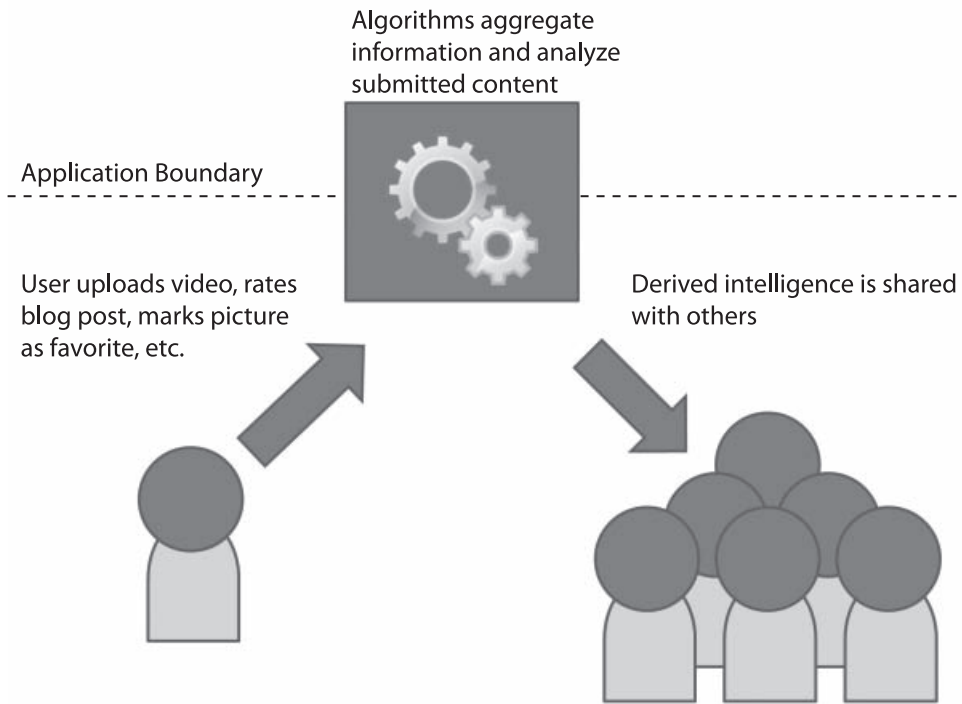 Algorithms aggregate
information and analyze
submitted content
Application Boundary
User uploads video, rates
blog post, marks picture
as favorite, etc.
Derived intelligence is shared
with others